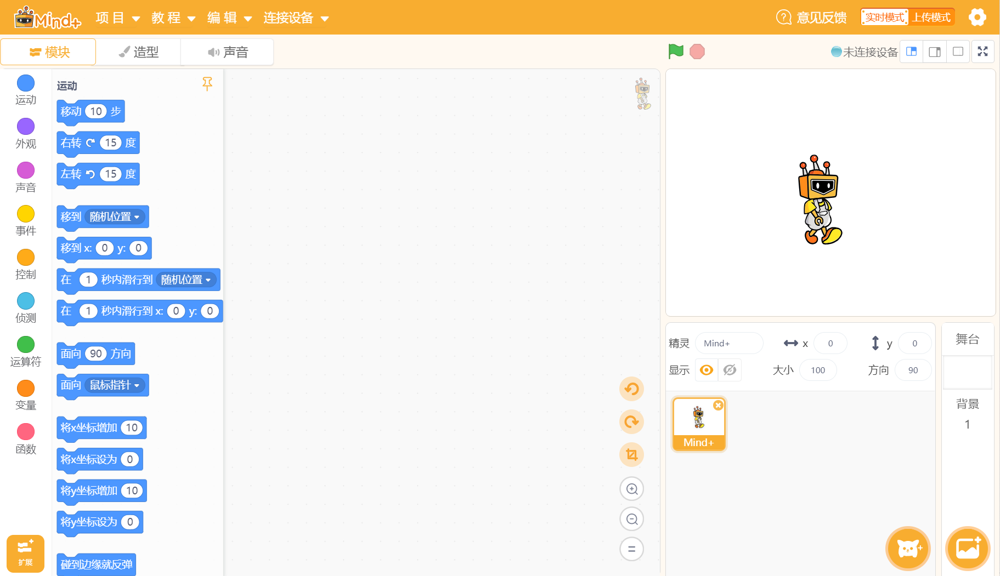 Mind+ 项目 教程 编辑 连接设备 意见反馈 实时模式 上传模式
模块 造型 声音 未连接设备
运动
外观
声音
事件
控制
侦测
运算符
变量
函数
扩展
运动
移动 10 步
右转 15 度
左转 15 度
移到 随机位置
移到 x: 0 y: 0
在 1 秒内滑行到 随机位置
在 1 秒内滑行到 x: 0 y: 0
面向 90 方向
面向 鼠标指针
将x坐标增加 10
将x坐标设为 0
将y坐标增加 10
将y坐标设为 0
碰到边缘就反弹
精灵 Mind+ x 0 y 0
显示 大小 100 方向 90
Mind+
舞台
背景
1